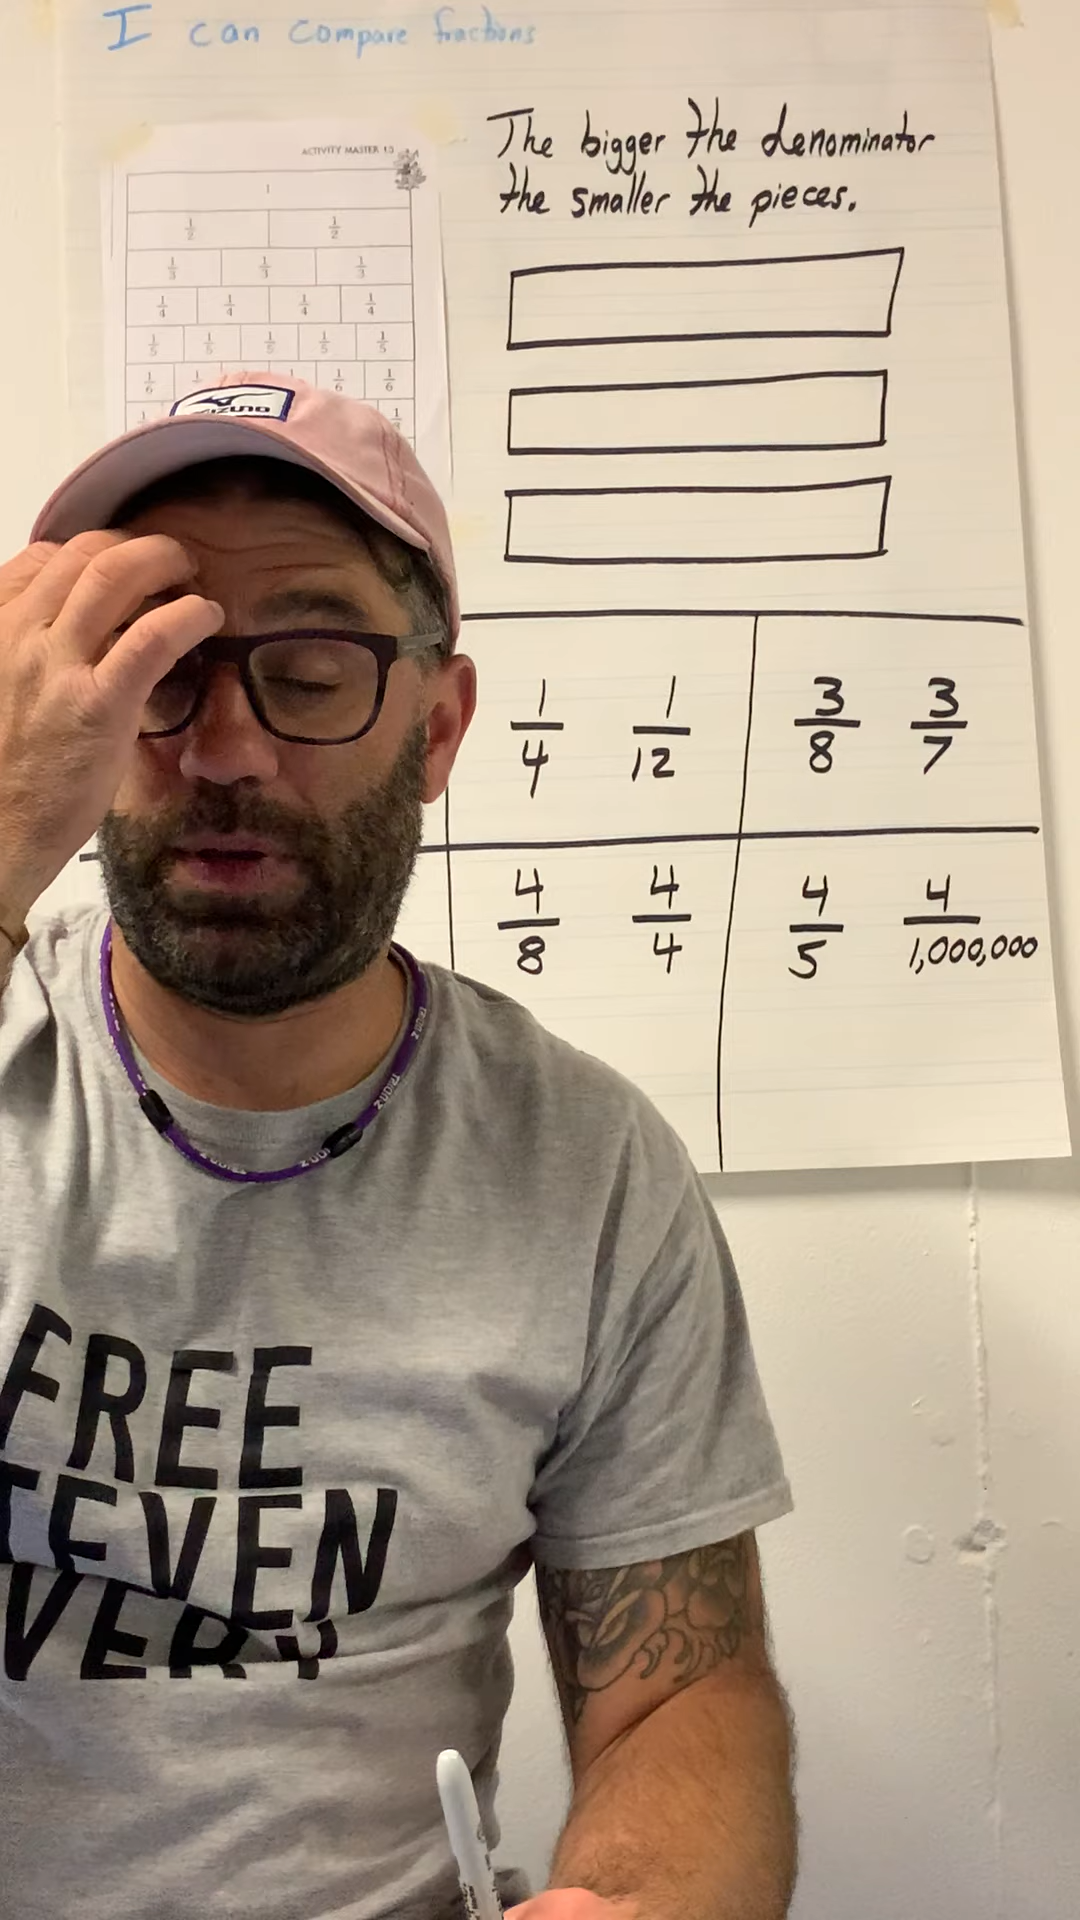 I can compare fractions
The bigger the denominator
the smaller the pieces.
ACTIVITY MASTER
1
1/2 1/2
1/3 1/3 1/3
1/4 1/4 1/4 1/4
1/5 1/5 1/5 1/5 1/5
1/6 1/6 1/6
MIZUNO
1/4 1/12 3/8 3/7
4/8 4/4 4/5 4/1,000,000
FREE
TEVEN
VERY